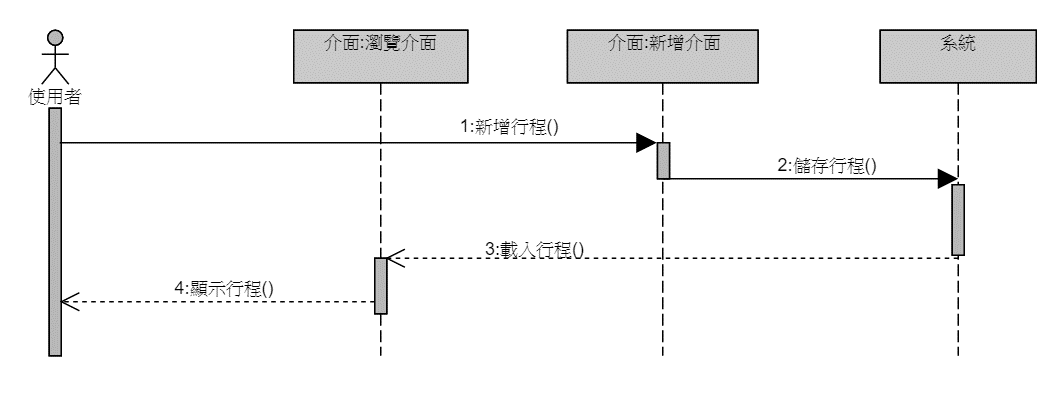 介面:瀏覽介面
介面:新增介面
系統
使用者
1:新增行程()
2:儲存行程()
3:載入行程()
4:顯示行程()